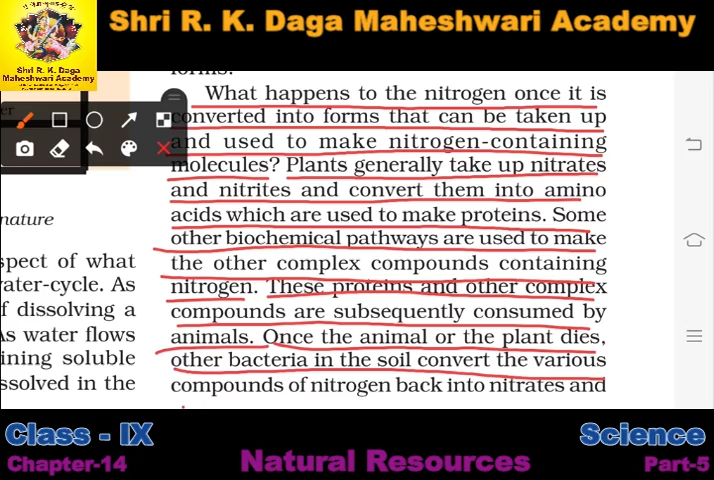 Shri R. K. Daga Maheshwari Academy
Shri R. K. Daga
Maheshwari Academy
forms.
What happens to the nitrogen once it is
converted into forms that can be taken up
and used to make nitrogen-containing
molecules? Plants generally take up nitrates
and nitrites and convert them into amino
acids which are used to make proteins. Some
other biochemical pathways are used to make
the other complex compounds containing
nitrogen. These proteins and other complex
compounds are subsequently consumed by
animals. Once the animal or the plant dies,
other bacteria in the soil convert the various
compounds of nitrogen back into nitrates and
er
nature
spect of what
vater-cycle. As
f dissolving a
As water flows
ining soluble
ssolved in the
Class - IX
Science
Chapter-14
Natural Resources
Part-5